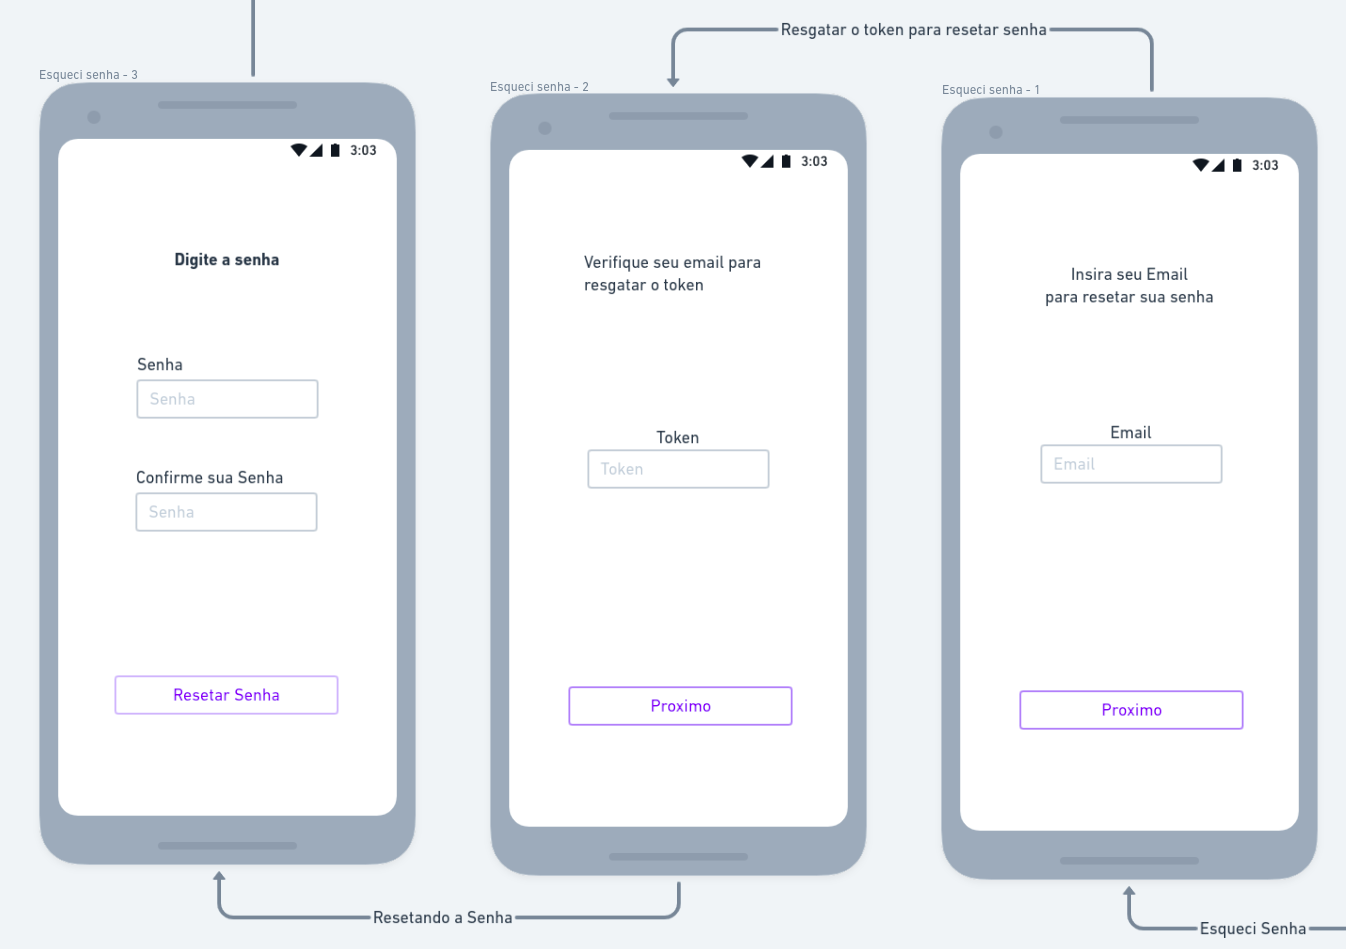 Resgatar o token para resetar senha
Esqueci senha - 3
3:03
Digite a senha
Senha
Senha
Confirme sua Senha
Senha
Resetar Senha
Esqueci senha - 2
3:03
Verifique seu email para
resgatar o token
Token
Token
Proximo
Esqueci senha - 1
3:03
Insira seu Email
para resetar sua senha
Email
Email
Proximo
Resetando a Senha
Esqueci Senha